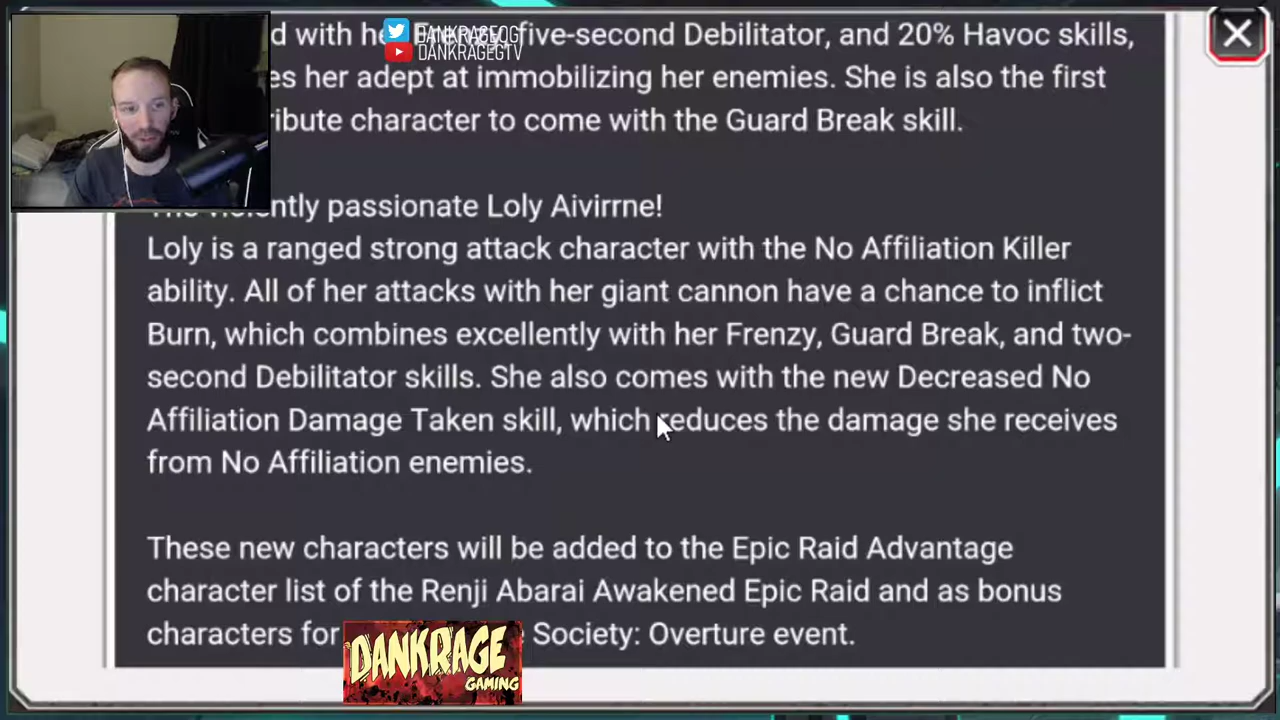 DANKRAGEOG
DANKRAGEGTV
d with he five-second Debilitator, and 20% Havoc skills,
es her adept at immobilizing her enemies. She is also the first
ribute character to come with the Guard Break skill.
violently passionate Loly Aivirrne!
Loly is a ranged strong attack character with the No Affiliation Killer
ability. All of her attacks with her giant cannon have a chance to inflict
Burn, which combines excellently with her Frenzy, Guard Break, and two-
second Debilitator skills. She also comes with the new Decreased No
Affiliation Damage Taken skill, which reduces the damage she receives
from No Affiliation enemies.
These new characters will be added to the Epic Raid Advantage
character list of the Renji Abarai Awakened Epic Raid and as bonus
characters for e Society: Overture event.
DANKRAGE
GAMING